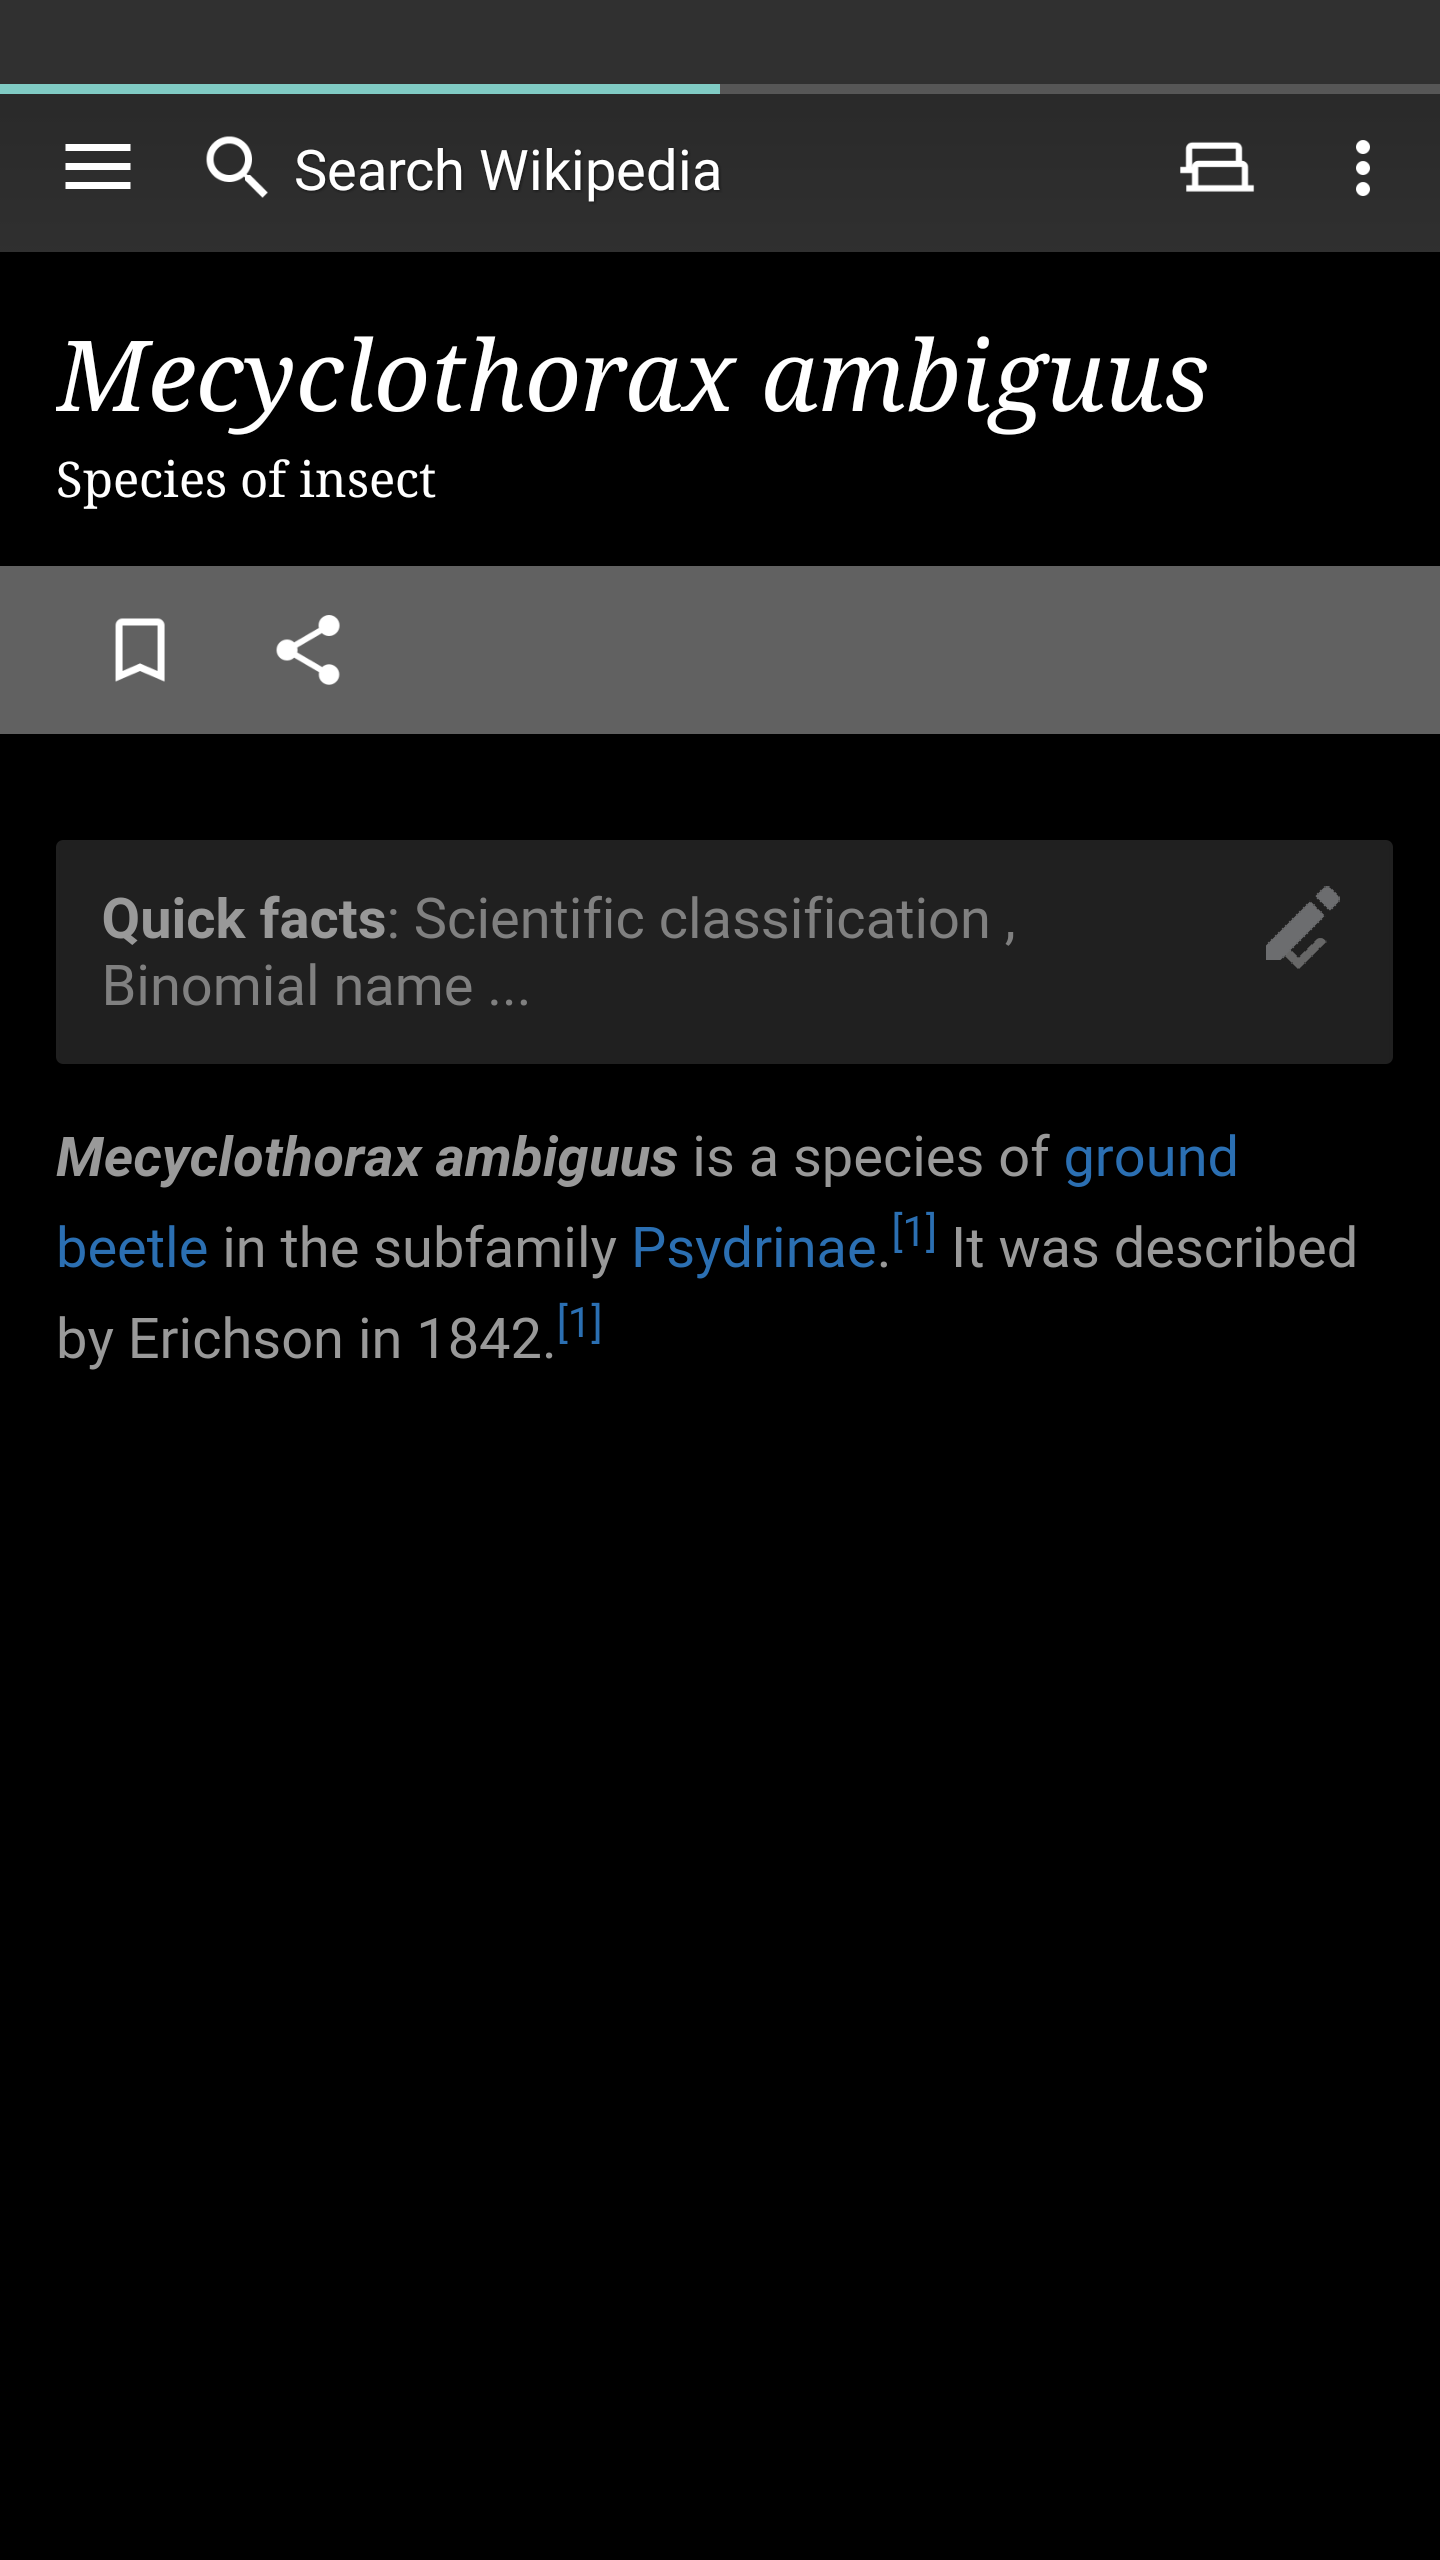 Search Wikipedia
Mecyclothorax ambiguus
Species of insect
Quick facts: Scientific classification ,
Binomial name ...
Mecyclothorax ambiguus is a species of ground
beetle in the subfamily Psydrinae.[1] It was described
by Erichson in 1842.[1]